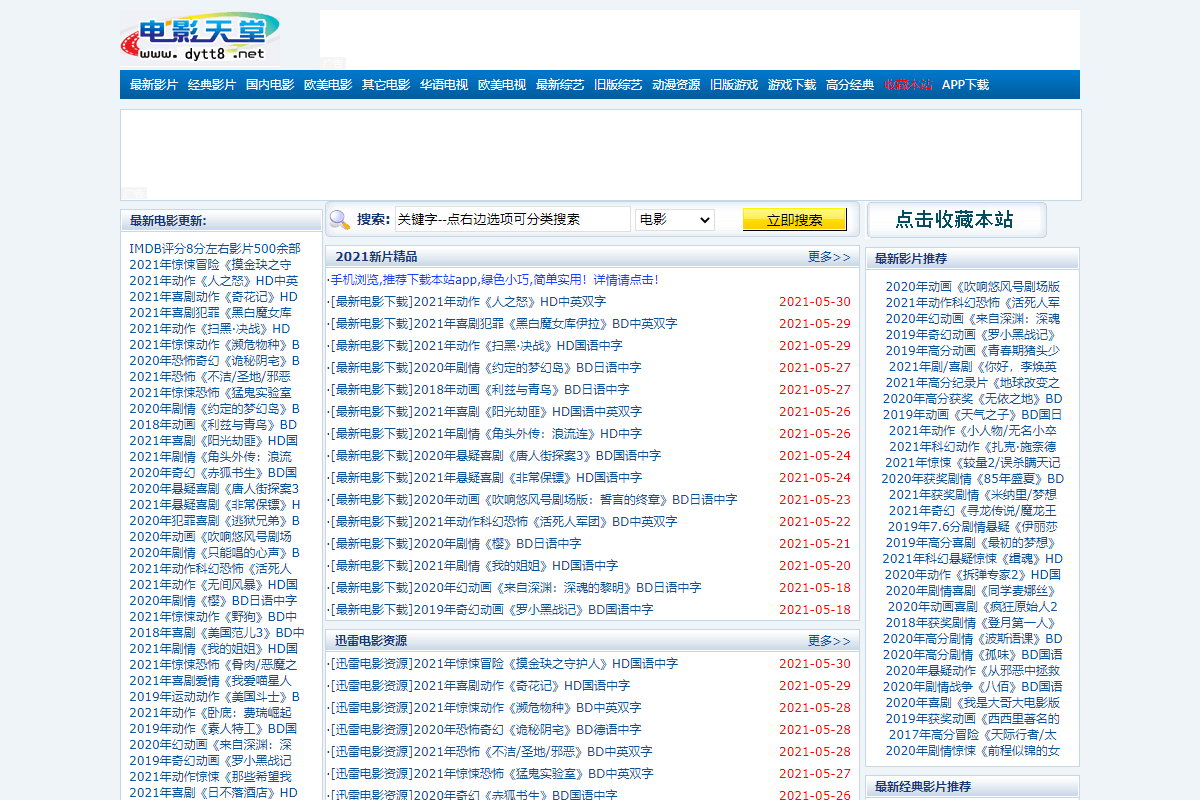 电影天堂
www.dytt8.net
最新影片 经典影片 国内电影 欧美电影 其它电影 华语电视 欧美电视 最新综艺 旧版综艺 动漫资源 旧版游戏 游戏下载 高分经典 收藏本站 APP下载
最新电影更新:
IMDB评分8分左右影片500余部
2021年惊悚冒险《摸金玦之守
2021年动作《人之怒》HD中英
2021年喜剧动作《奇花记》HD
2021年喜剧犯罪《黑白魔女库
2021年动作《扫黑·决战》HD
2021年惊悚动作《濒危物种》B
2020年恐怖奇幻《诡秘阴宅》B
2021年恐怖《不洁/圣地/邪恶
2021年惊悚恐怖《猛鬼实验室
2020年剧情《约定的梦幻岛》B
2018年动画《利兹与青鸟》BD
2021年喜剧《阳光劫匪》HD国
2021年剧情《角头外传：浪流
2020年奇幻《赤狐书生》BD国
2020年悬疑喜剧《唐人街探案3
2021年悬疑喜剧《非常保镖》H
2020年犯罪喜剧《逃狱兄弟》B
2020年动画《吹响悠风号剧场
2020年剧情《只能唱的心声》B
2021年动作科幻恐怖《活死人
2021年动作《无间风暴》HD国
2020年剧情《樱》BD日语中字
2021年惊悚动作《野狗》BD中
2018年喜剧《美国范儿3》BD中
2021年剧情《我的姐姐》HD国
2021年惊悚恐怖《骨肉/恶魔之
2021年喜剧爱情《我爱喵星人
2019年运动动作《美国斗士》B
2021年动作《卧底：龚瑞崛起
2019年动作《素人特工》BD国
2020年幻动画《来自深渊：深
2019年奇幻动画《罗小黑战记
2021年动作惊悚《那些希望我
2021年喜剧《日不落酒店》HD
搜索: 关键字--点右边选项可分类搜索 电影 立即搜索
2021新片精品 更多>>
·手机浏览,推荐下载本站app,绿色小巧,简单实用！详情请点击！
·[最新电影下载]2021年动作《人之怒》HD中英双字 2021-05-30
·[最新电影下载]2021年喜剧犯罪《黑白魔女库伊拉》BD中英双字 2021-05-29
·[最新电影下载]2021年动作《扫黑·决战》HD国语中字 2021-05-29
·[最新电影下载]2020年剧情《约定的梦幻岛》BD日语中字 2021-05-27
·[最新电影下载]2018年动画《利兹与青鸟》BD日语中字 2021-05-27
·[最新电影下载]2021年喜剧《阳光劫匪》HD国语中英双字 2021-05-26
·[最新电影下载]2021年剧情《角头外传：浪流连》HD中字 2021-05-26
·[最新电影下载]2020年悬疑喜剧《唐人街探案3》BD国语中字 2021-05-24
·[最新电影下载]2021年悬疑喜剧《非常保镖》HD国语中字 2021-05-24
·[最新电影下载]2020年动画《吹响悠风号剧场版：誓言的终章》BD日语中字 2021-05-23
·[最新电影下载]2021年动作科幻恐怖《活死人军团》BD中英双字 2021-05-22
·[最新电影下载]2020年剧情《樱》BD日语中字 2021-05-21
·[最新电影下载]2021年剧情《我的姐姐》HD国语中字 2021-05-20
·[最新电影下载]2020年幻动画《来自深渊：深魂的黎明》BD日语中字 2021-05-18
·[最新电影下载]2019年奇幻动画《罗小黑战记》BD国语中字 2021-05-18
迅雷电影资源 更多>>
·[迅雷电影资源]2021年惊悚冒险《摸金玦之守护人》HD国语中字 2021-05-30
·[迅雷电影资源]2021年喜剧动作《奇花记》HD国语中字 2021-05-29
·[迅雷电影资源]2021年惊悚动作《濒危物种》BD中英双字 2021-05-28
·[迅雷电影资源]2020年恐怖奇幻《诡秘阴宅》BD德语中字 2021-05-28
·[迅雷电影资源]2021年恐怖《不洁/圣地/邪恶》BD中英双字 2021-05-28
·[迅雷电影资源]2021年惊悚恐怖《猛鬼实验室》BD中英双字 2021-05-27
·[迅雷电影资源]2020年奇幻《赤狐书生》BD国语中字 2021-05-26
点击收藏本站
最新影片推荐
2020年动画《吹响悠风号剧场版
2021年动作科幻恐怖《活死人军
2020年幻动画《来自深渊：深魂
2019年奇幻动画《罗小黑战记》
2019年高分动画《青春期猪头少
2021年剧/喜剧《你好，李焕英
2021年高分纪录片《地球改变之
2020年高分获奖《无依之地》BD
2019年动画《天气之子》BD国日
2021年动作《小人物/无名小卒
2021年科幻动作《扎克·施奈德
2021年惊悚《较量2/误杀瞒天记
2020年获奖剧情《85年盛夏》BD
2021年获奖剧情《米纳里/梦想
2021年奇幻《寻龙传说/魔龙王
2019年7.6分剧情悬疑《伊丽莎
2019年高分喜剧《最初的梦想》
2021年科幻悬疑惊悚《缉魂》HD
2020年动作《拆弹专家2》HD国
2020年剧情喜剧《同学麦娜丝》
2020年动画喜剧《疯狂原始人2
2018年获奖剧情《登月第一人》
2020年高分剧情《波斯语课》BD
2020年高分剧情《孤味》BD国语
2020年悬疑动作《从邪恶中拯救
2020年剧情战争《八佰》BD国语
2020年喜剧《我是大哥大电影版
2019年获奖动画《西西里著名的
2017年高分冒险《天际行者/太
2020年剧情惊悚《前程似锦的女
最新经典影片推荐